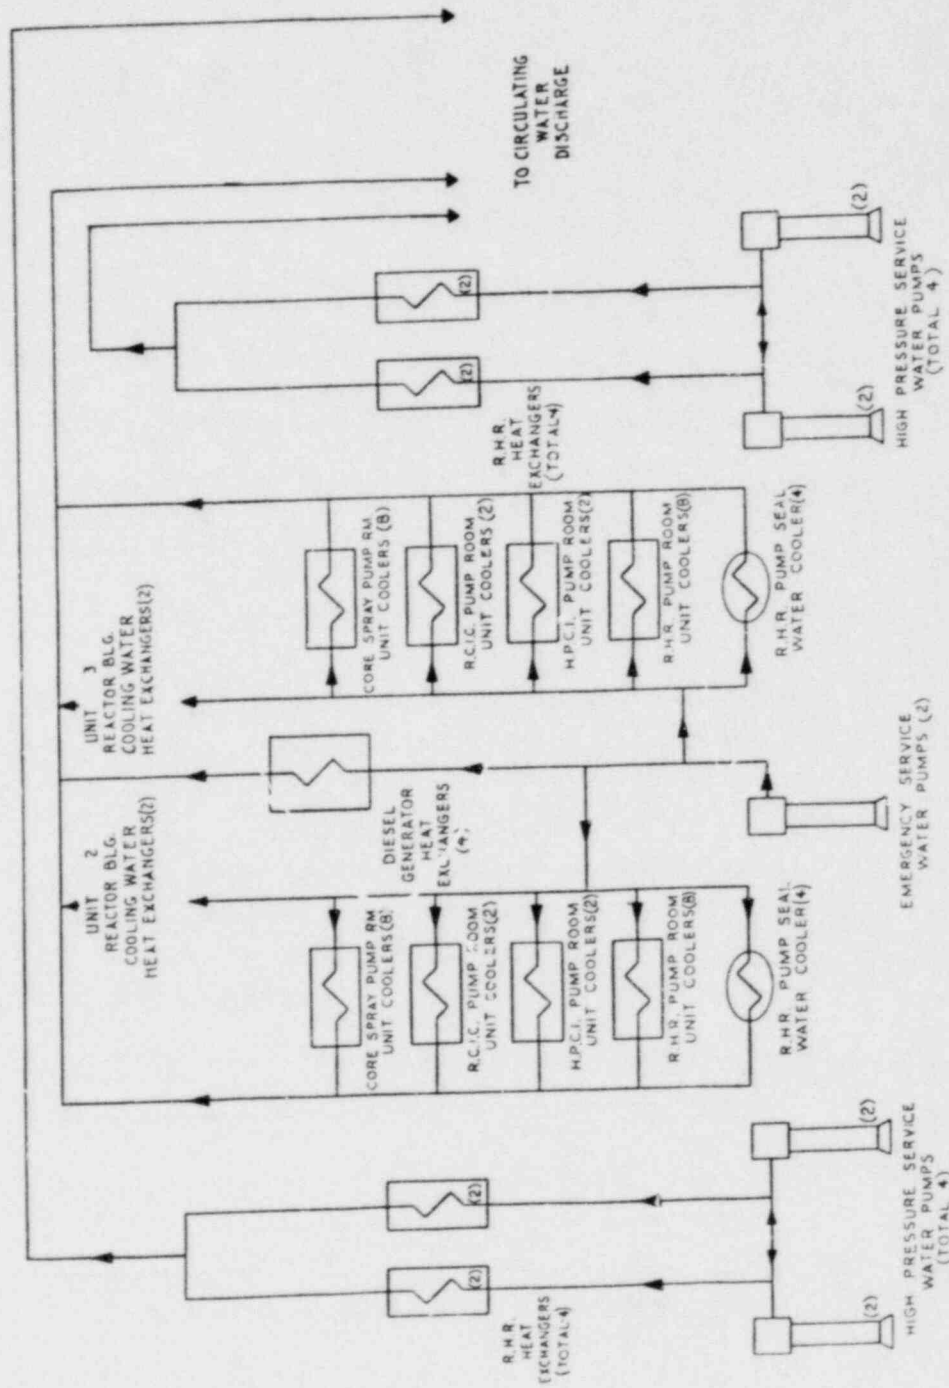 TO CIRCULATING
WATER
DISCHARGE
UNIT 3
REACTOR BLG.
COOLING WATER
HEAT EXCHANGERS(2)
UNIT 2
REACTOR BLG.
COOLING WATER
HEAT EXCHANGERS(2)
(2)
(2)
R.H.R.
HEAT
EXCHANGERS
(TOTAL4)
(2)
(2)
HIGH PRESSURE SERVICE
WATER PUMPS
(TOTAL 4)
CORE SPRAY PUMP RM
UNIT COOLERS (8)
R.C.I.C. PUMP ROOM
UNIT COOLERS (2)
H.P.C.I. PUMP ROOM
UNIT COOLERS(2)
R.H.R. PUMP ROOM
UNIT COOLERS(8)
R.H.R. PUMP SEAL
WATER COOLER(4)
DIESEL
GENERATOR
HEAT
(4)
EMERGENCY SERVICE
WATER PUMPS (2)
CORE SPRAY PUMP RM
UNIT COOLERS(8)
R.C.I.C. PUMP ROOM
UNIT COOLERS(2)
H.P.C.I. PUMP ROOM
UNIT COOLERS(2)
R.H.R. PUMP ROOM
UNIT COOLERS(8)
R.H.R. PUMP SEAL
WATER COOLER(4)
(2)
(2)
R.H.R.
HEAT
EXCHANGERS
(TOTAL4)
(2)
(2)
HIGH PRESSURE SERVICE
WATER PUMPS
(TOTAL 4)